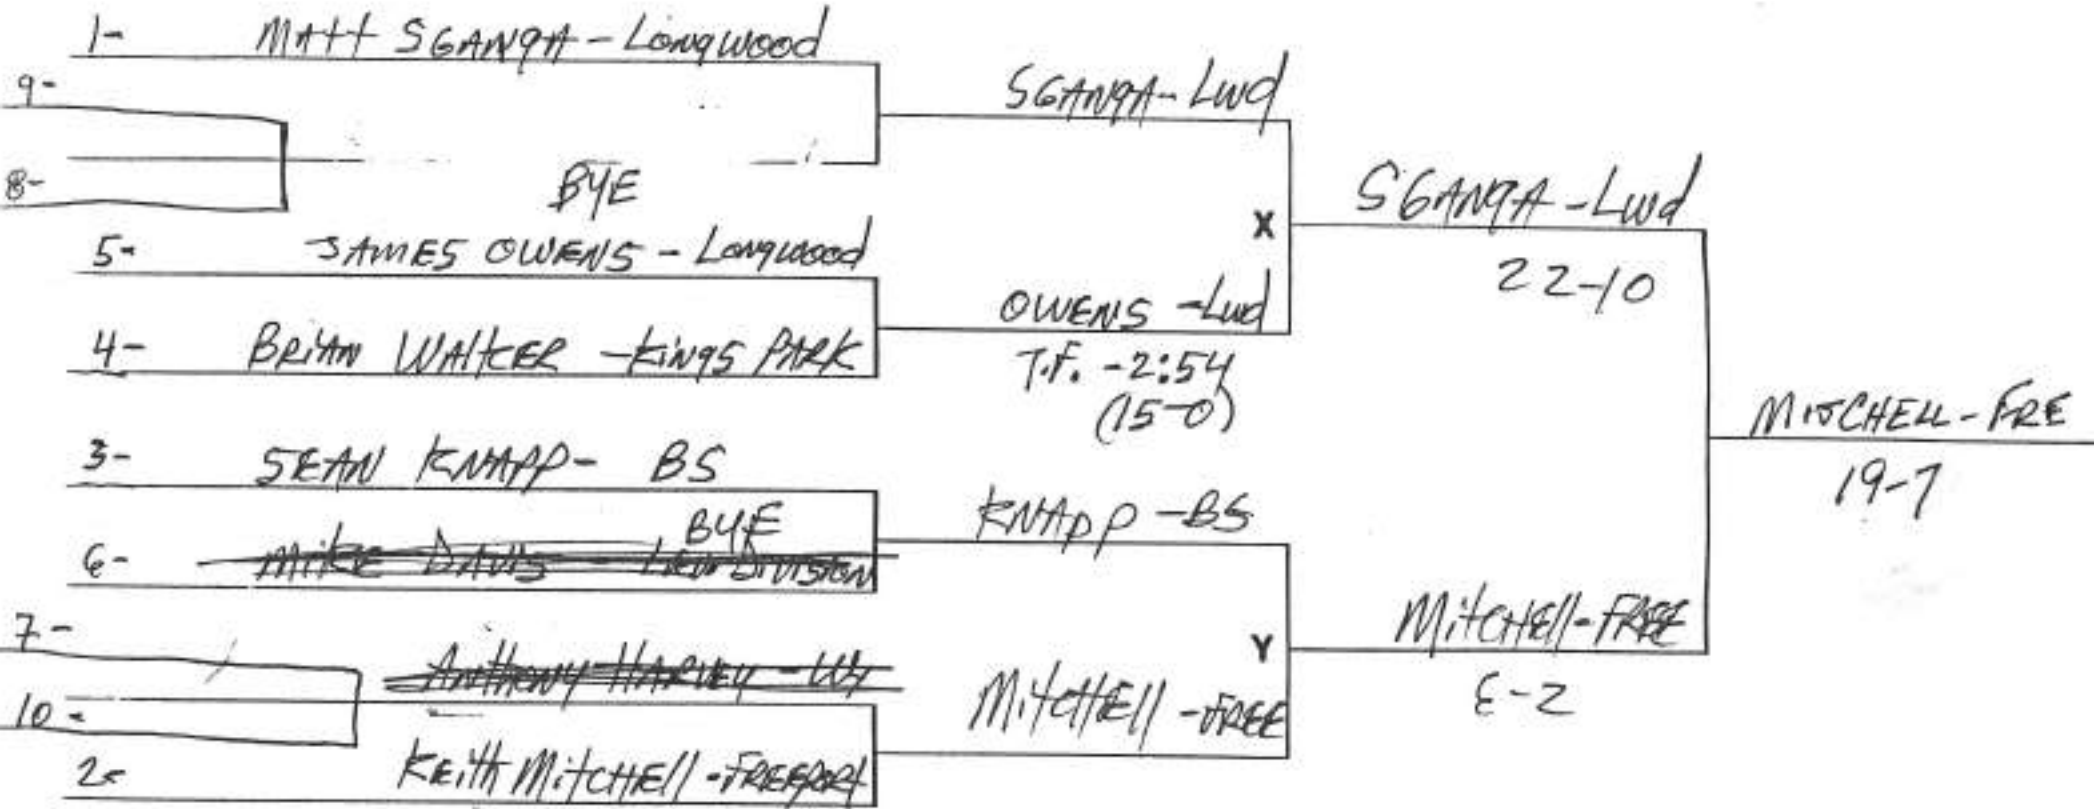 1- MAtt SGANgA - Longwood
9-
8-
BYE
5- JAMES OWENS - Longwood
4- BRiAN WAlkER - Kings PARK
3- SEAN KNAPP - BS
BYE
6- Mike DAVIS -
7-
Anthony HARVEY -
10-
2- KEith MitCHEll - FREEport
SGANgA - Lwd
X
OWENS - Lwd
T.F. - 2:54
(15-0)
KNAPP - BS
Y
MitCHEll - FREE
SGANgA - Lwd
22-10
MitCHEll - FREE
-2
MITCHELL - FRE
19-7